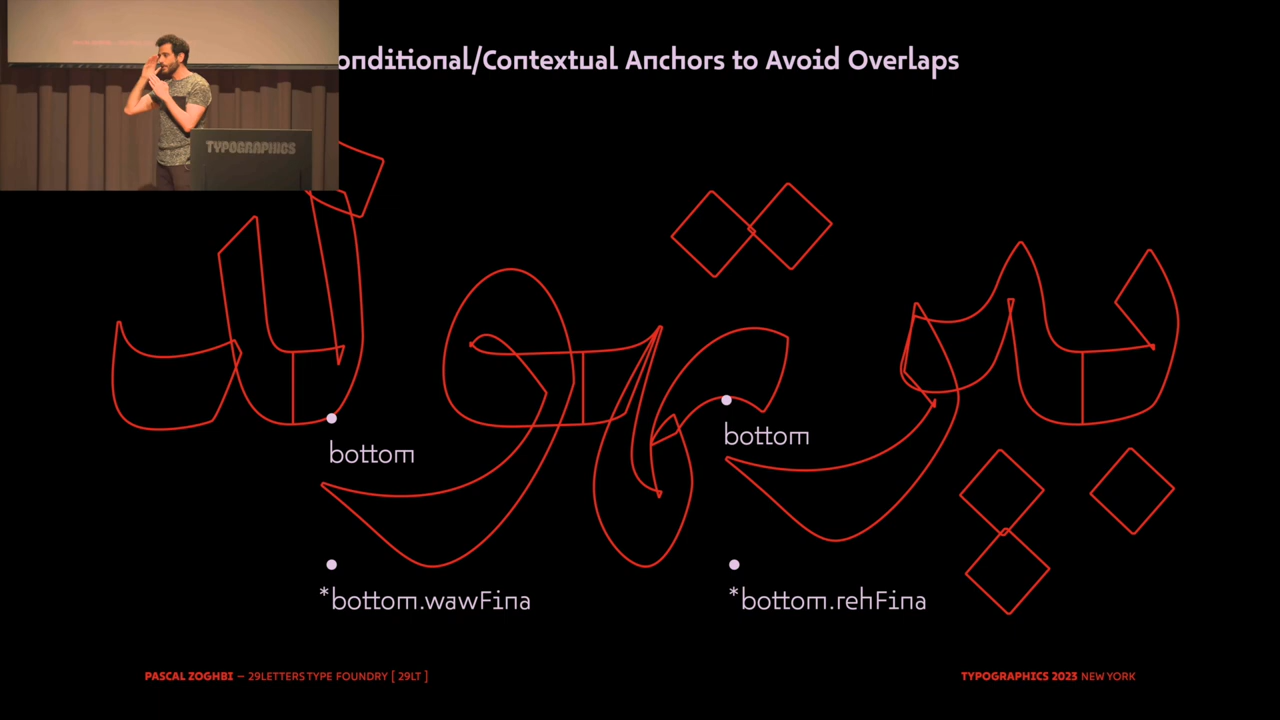 onditional/Contextual Anchors to Avoid Overlaps
TYPOGRAPHICS
bottom
bottom
*bottom.wawFina
*bottom.rehFina
PASCAL ZOGHBI – 29LETTERS TYPE FOUNDRY [ 29LT ]
TYPOGRAPHICS 2023 NEW YORK